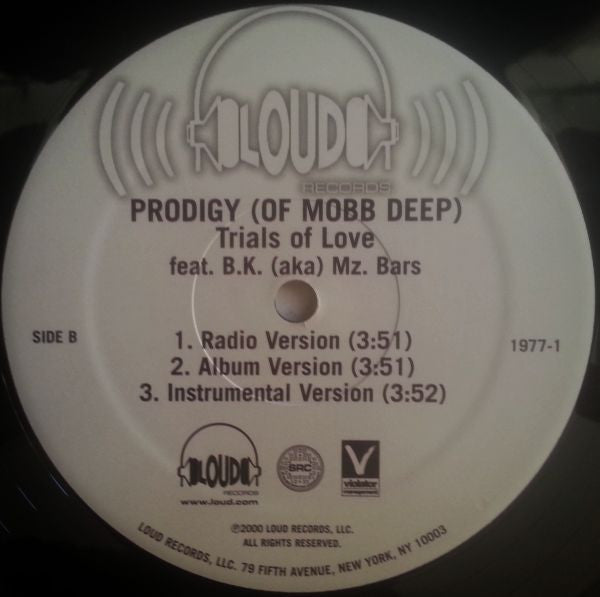 LOUD
RECORDS
PRODIGY (OF MOBB DEEP)
Trials of Love
feat. B.K. (aka) Mz. Bars
SIDE B
1977-1
1. Radio Version (3:51)
2. Album Version (3:51)
3. Instrumental Version (3:52)
LOUD
RECORDS
www.loud.com
SRC
V
violator
management
℗2000 LOUD RECORDS, LLC.
ALL RIGHTS RESERVED.
LOUD RECORDS, LLC. 79 FIFTH AVENUE, NEW YORK, NY 10003